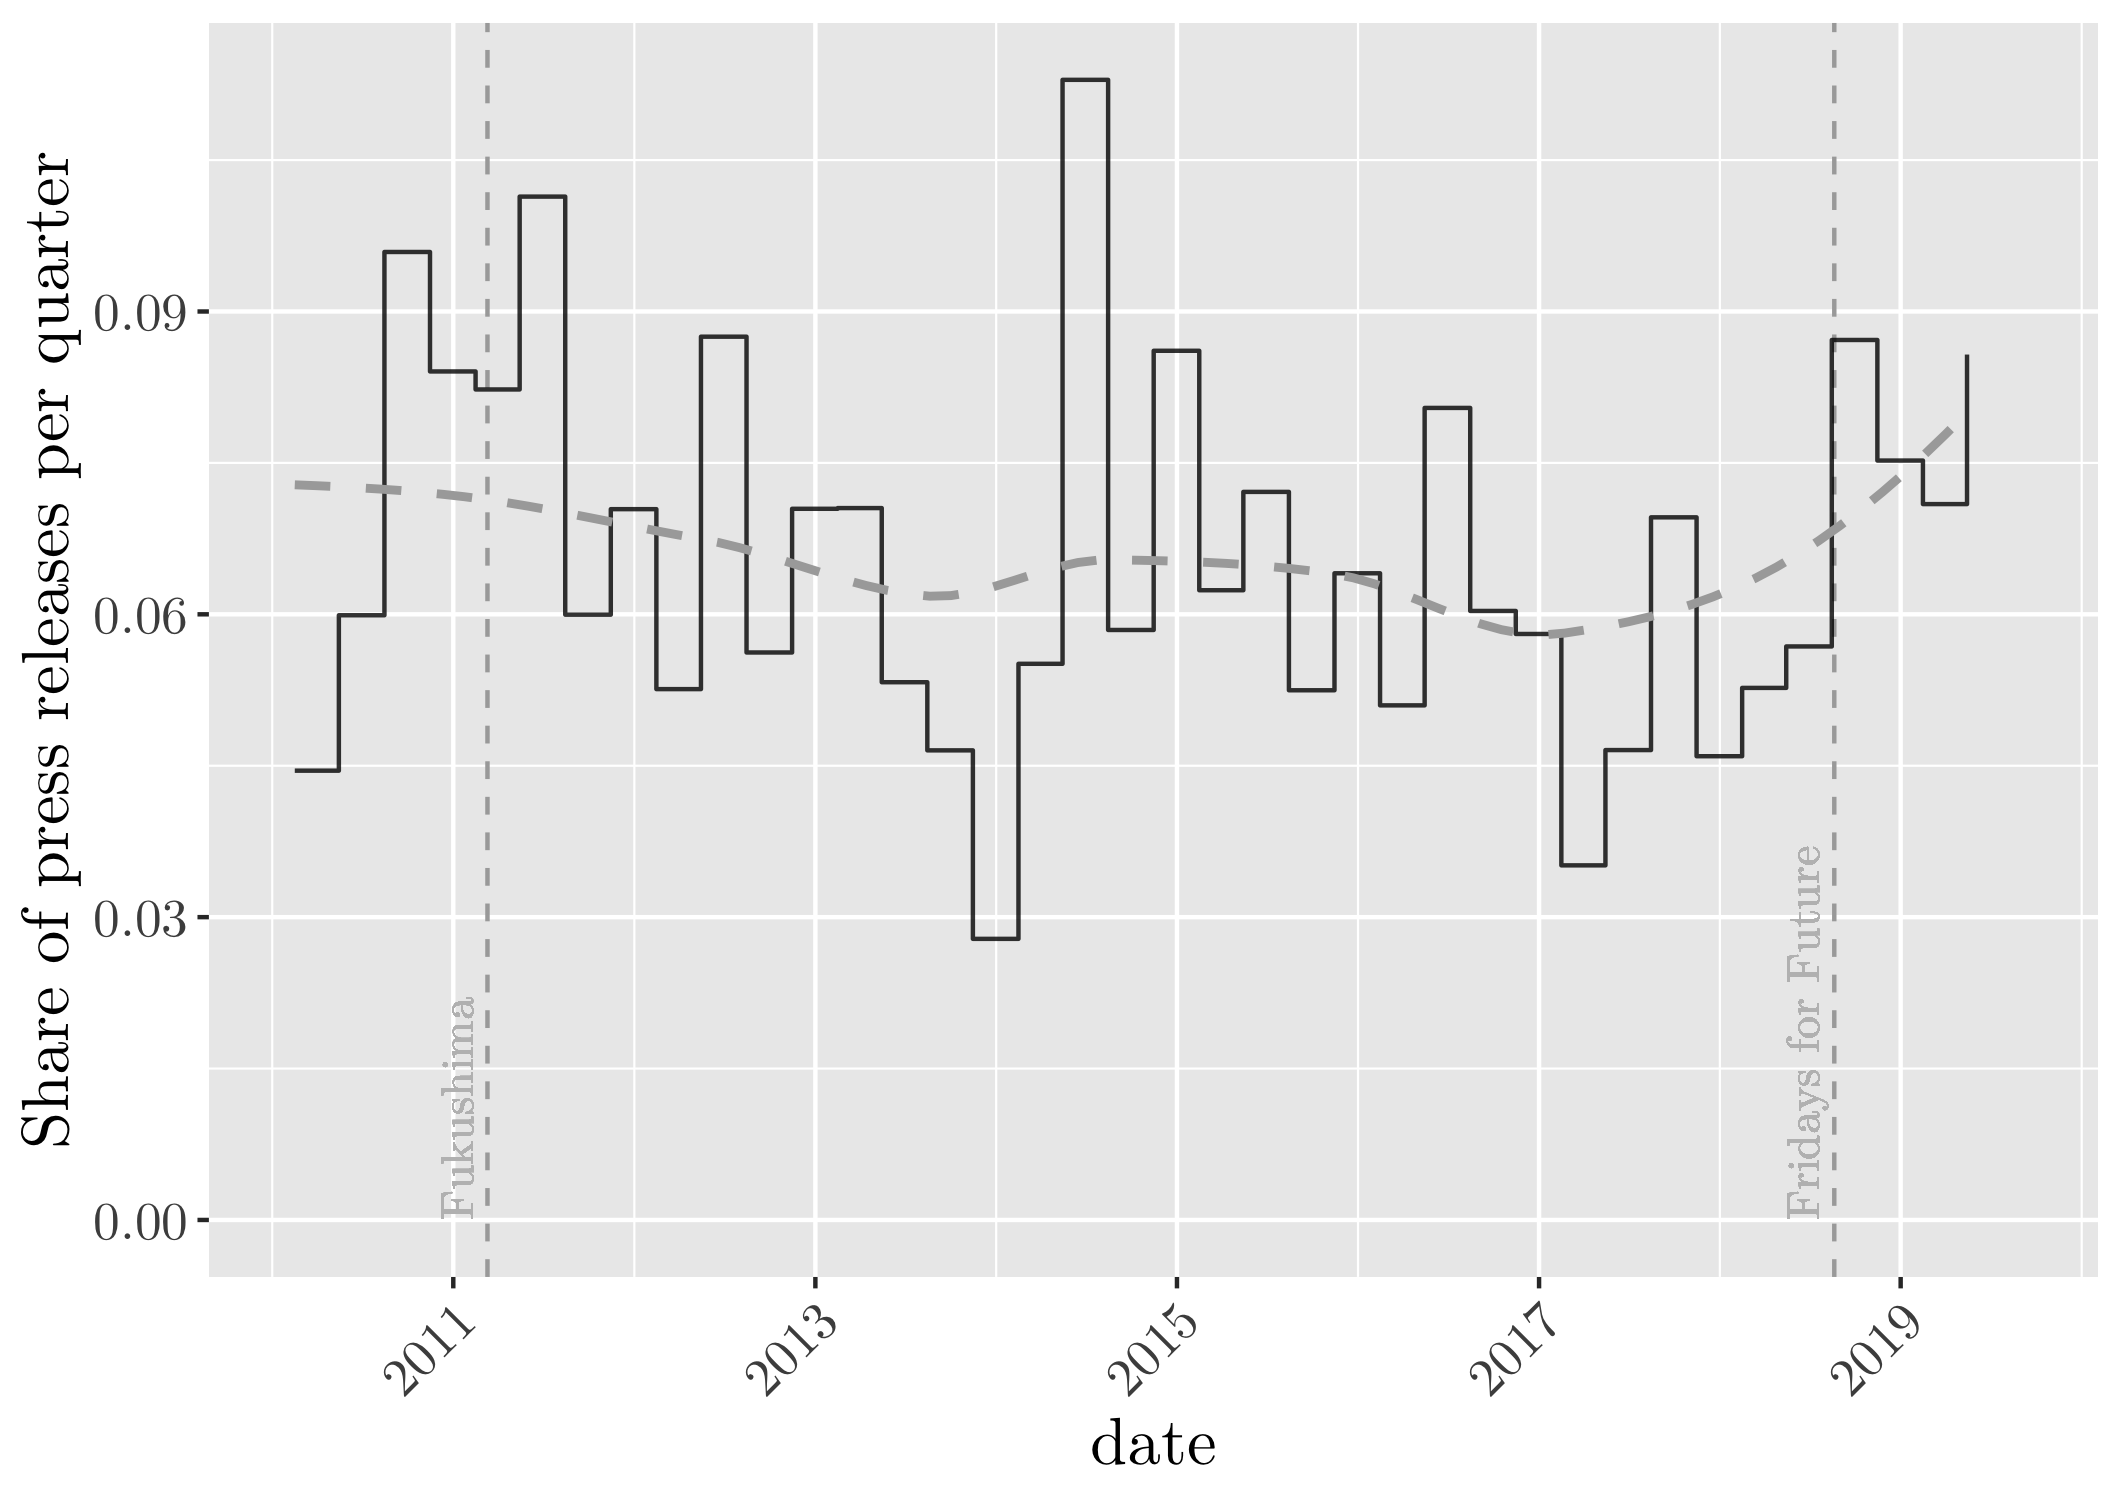 Share of press releases per quarter
0.09
0.06
0.03
0.00
Fukushima
Fridays for Future
2011
2013
2015
2017
2019
date